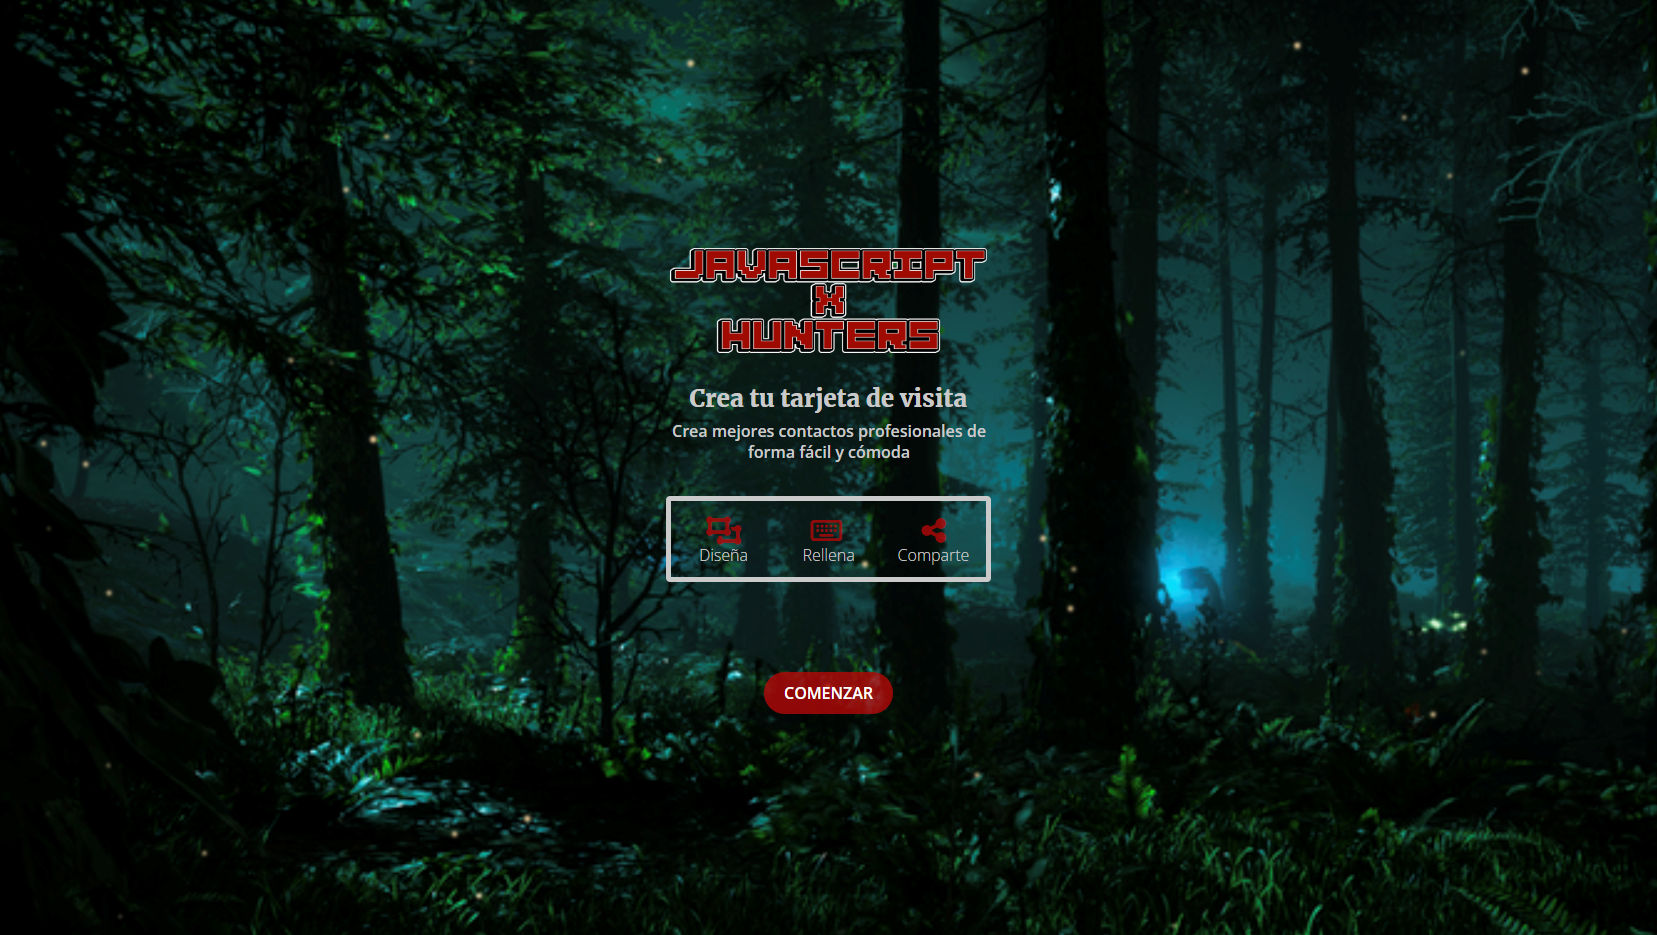 JAVASCRIPT
X
HUNTERS
Crea tu tarjeta de visita
Crea mejores contactos profesionales de
forma fácil y cómoda
Diseña Rellena Comparte
COMENZAR